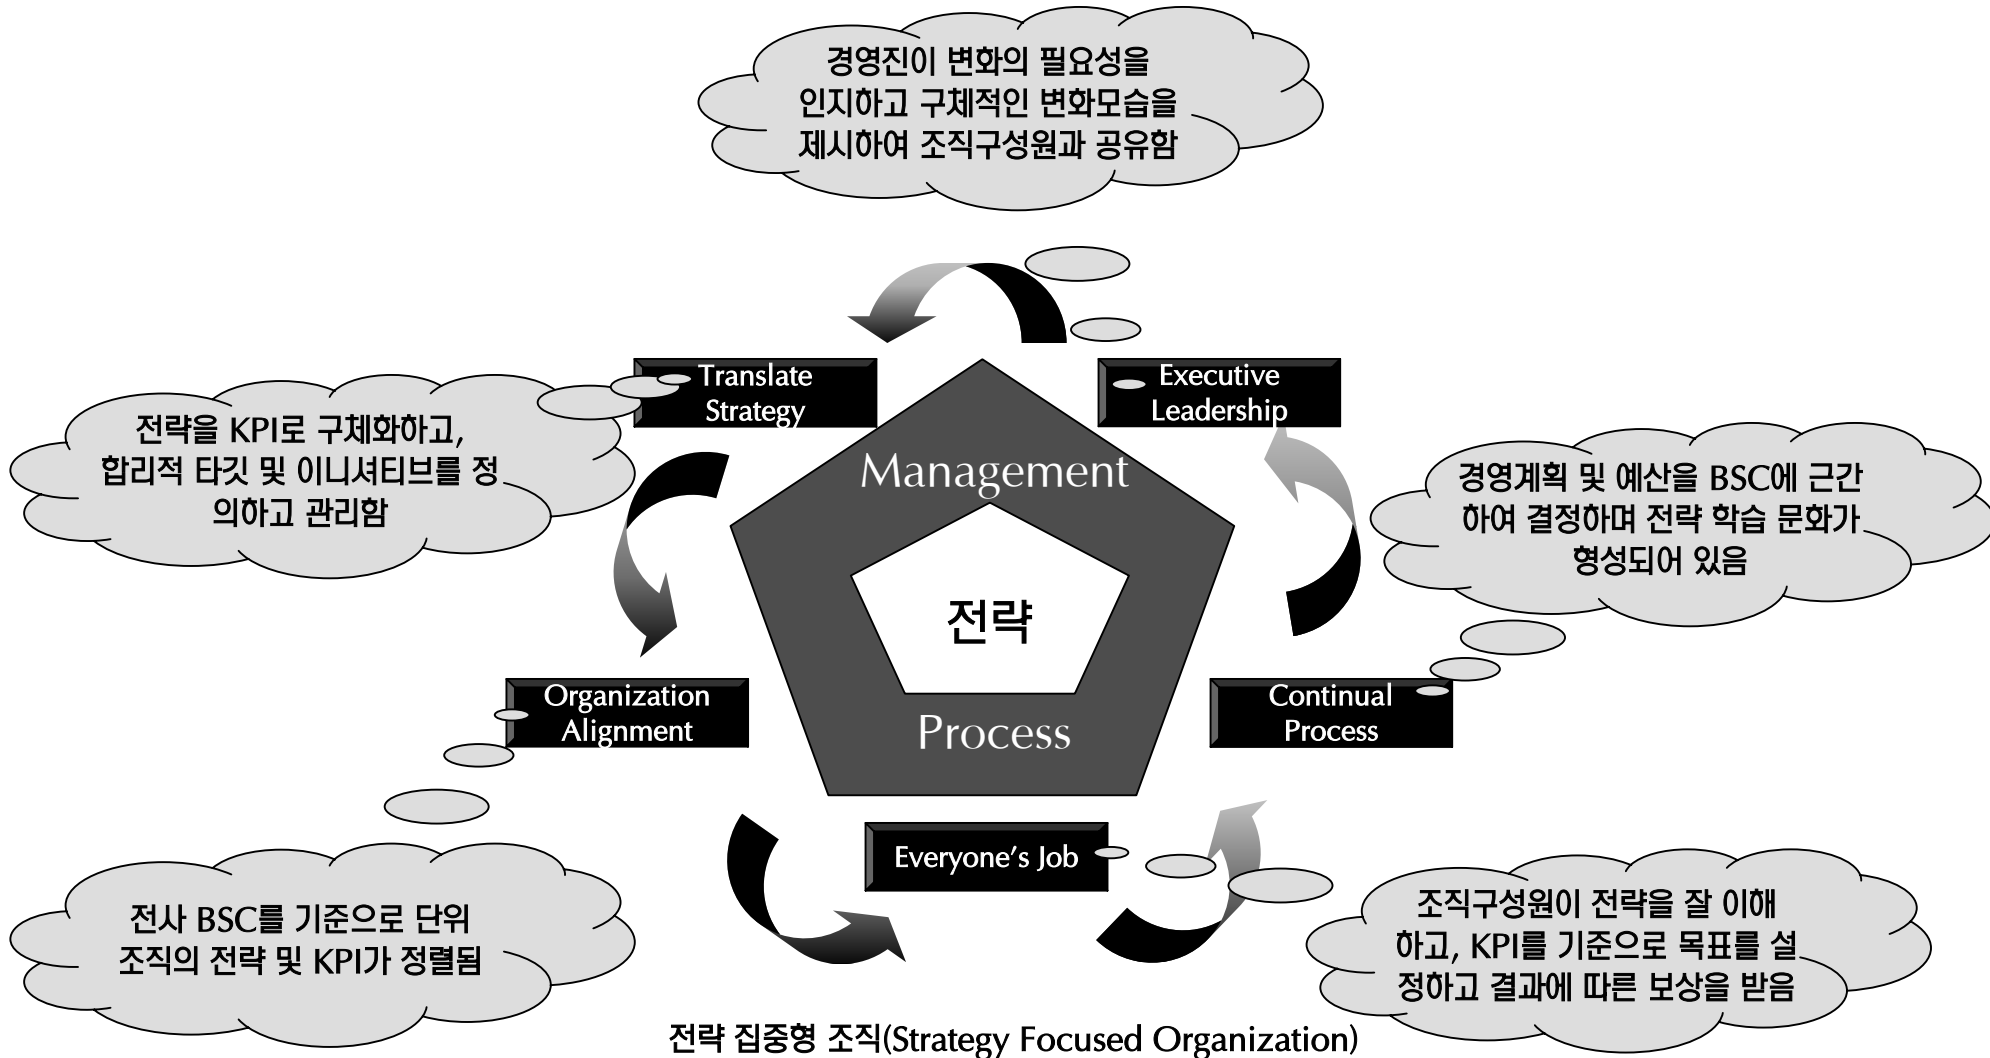 경영진이 변화의 필요성을
인지하고 구체적인 변화모습을
제시하여 조직구성원과 공유함
Translate
Strategy
Executive
Leadership
전략을 KPI로 구체화하고,
합리적 타깃 및 이니셔티브를 정
의하고 관리함
Management
경영계획 및 예산을 BSC에 근간
하여 결정하며 전략 학습 문화가
형성되어 있음
전략
Organization
Alignment
Continual
Process
Process
Everyone's Job
전사 BSC를 기준으로 단위
조직의 전략 및 KPI가 정렬됨
조직구성원이 전략을 잘 이해
하고, KPI를 기준으로 목표를 설
정하고 결과에 따른 보상을 받음
전략 집중형 조직(Strategy Focused Organization)